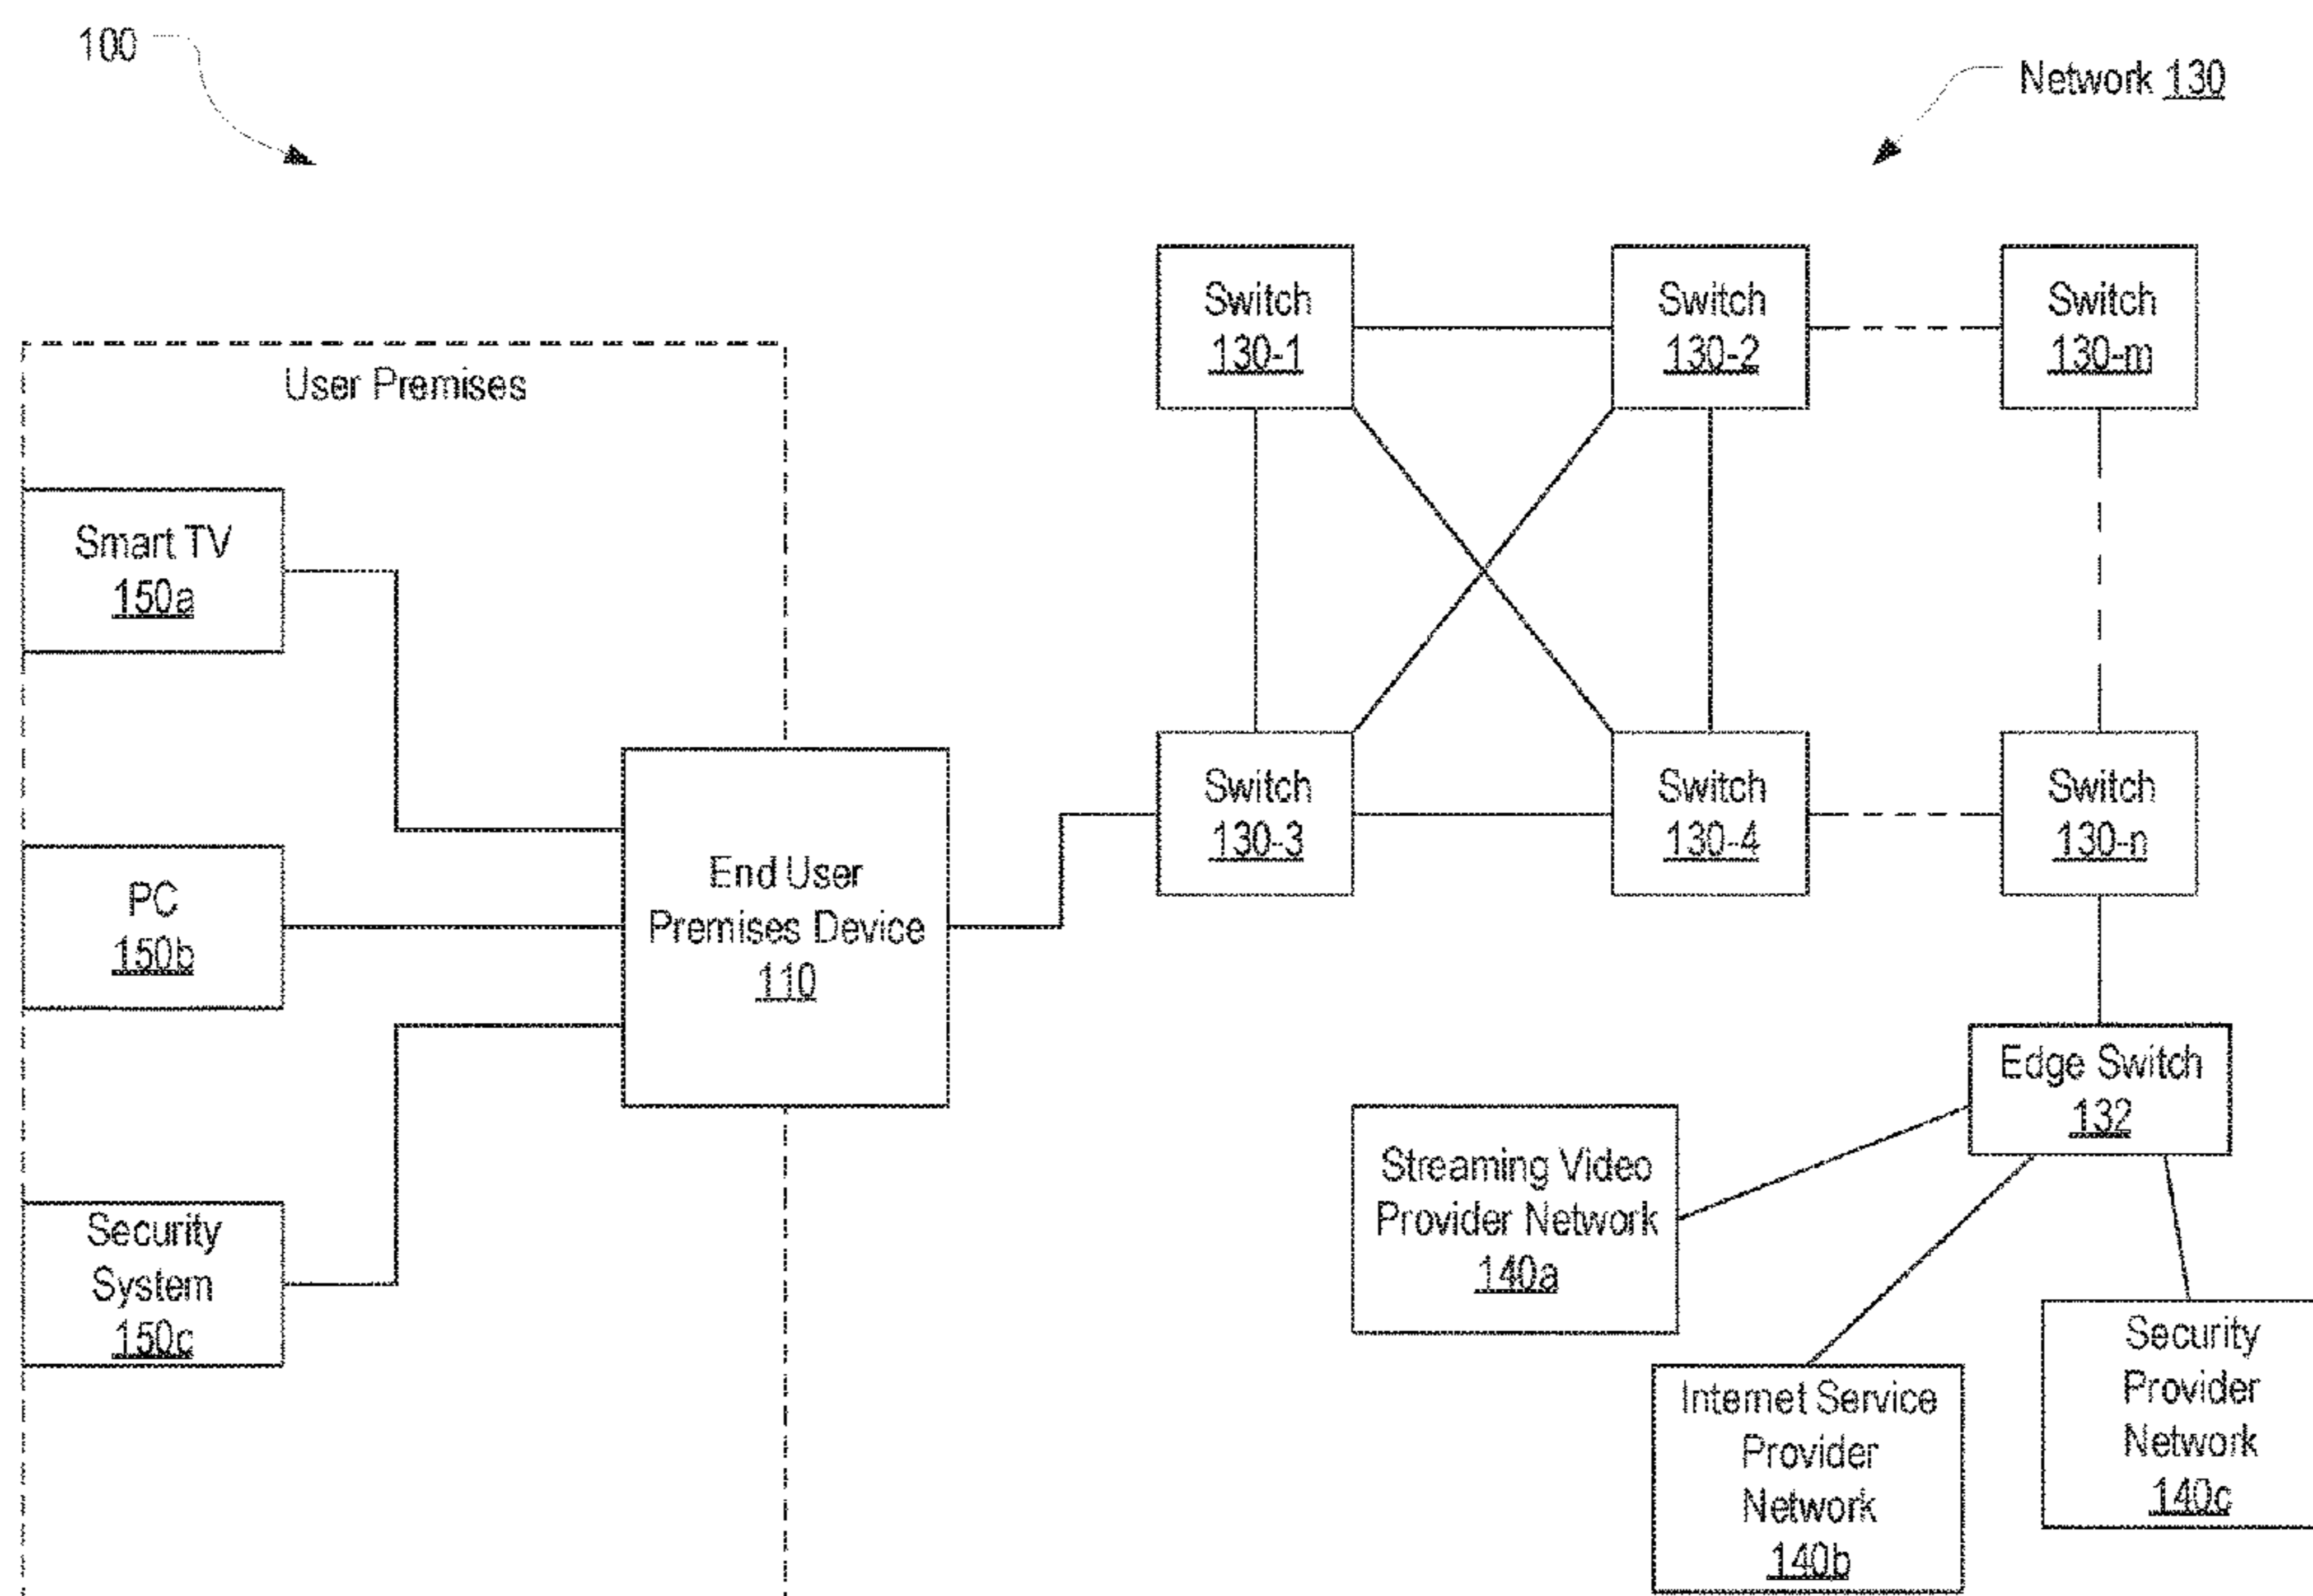 100
Network 130
Switch
130-1
Switch
130-2
Switch
130-m
User Premises
Smart TV
150a
PC
150b
Security
System
150c
End User
Premises Device
110
Switch
130-3
Switch
130-4
Switch
130-n
Edge Switch
132
Streaming Video
Provider Network
140a
Internet Service
Provider
Network
140b
Security
Provider
Network
140c